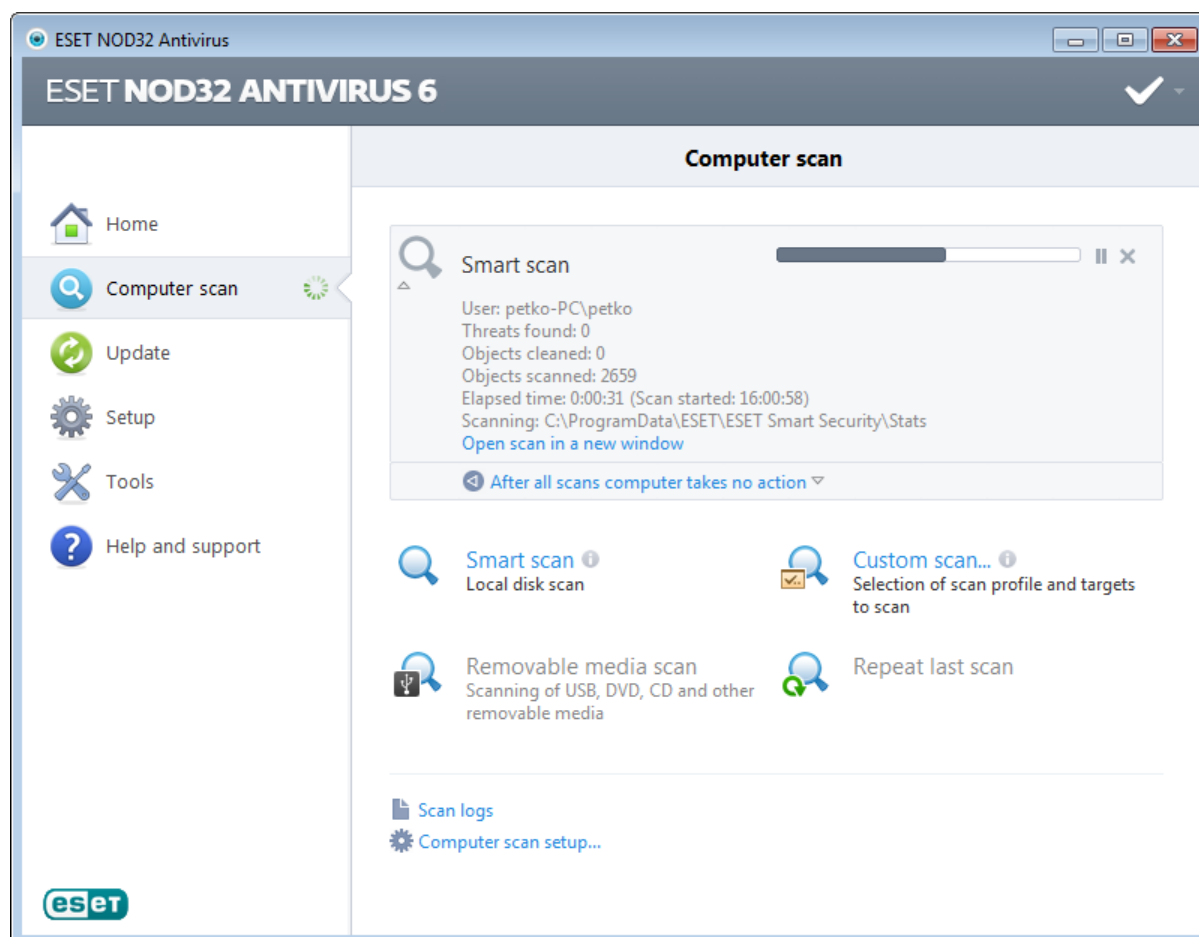 ESET NOD32 Antivirus
ESET NOD32 ANTIVIRUS 6
Computer scan
Home
Computer scan
Update
Setup
Tools
Help and support
Smart scan
User: petko-PC\petko
Threats found: 0
Objects cleaned: 0
Objects scanned: 2659
Elapsed time: 0:00:31 (Scan started: 16:00:58)
Scanning: C:\ProgramData\ESET\ESET Smart Security\Stats
Open scan in a new window
After all scans computer takes no action
Smart scan
Local disk scan
Custom scan...
Selection of scan profile and targets
to scan
Removable media scan
Scanning of USB, DVD, CD and other
removable media
Repeat last scan
Scan logs
Computer scan setup...
eseT